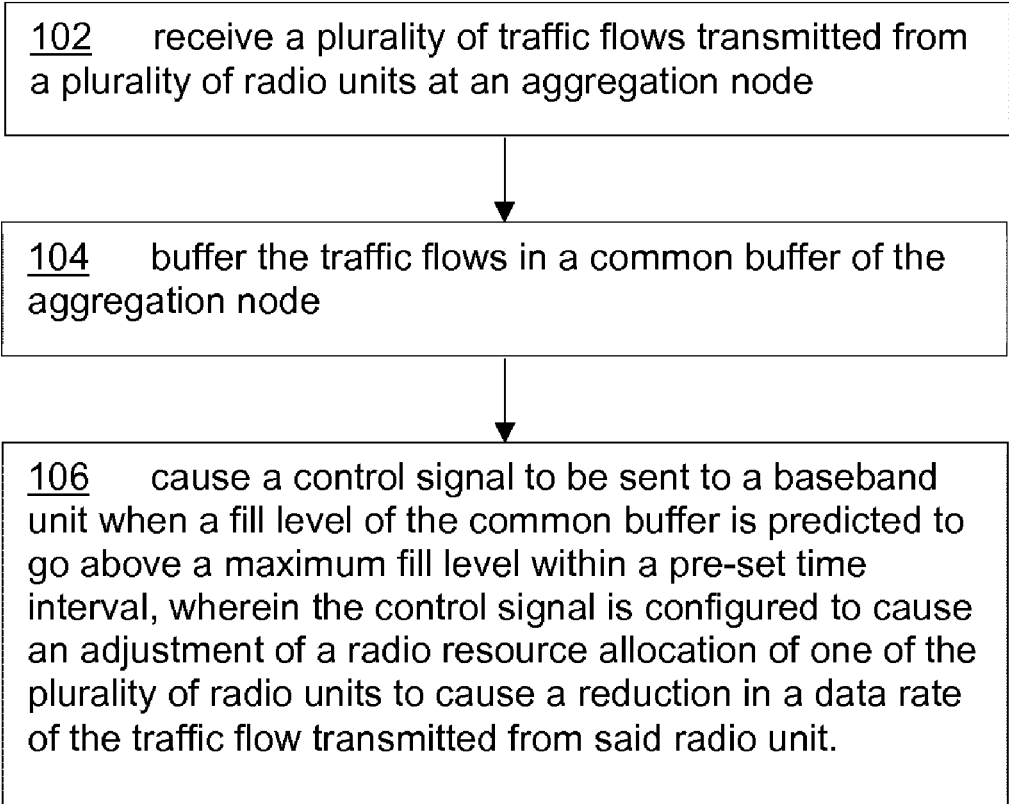 102 receive a plurality of traffic flows transmitted from
a plurality of radio units at an aggregation node
104 buffer the traffic flows in a common buffer of the
aggregation node
106 cause a control signal to be sent to a baseband
unit when a fill level of the common buffer is predicted to
go above a maximum fill level within a pre-set time
interval, wherein the control signal is configured to cause
an adjustment of a radio resource allocation of one of the
plurality of radio units to cause a reduction in a data rate
of the traffic flow transmitted from said radio unit.